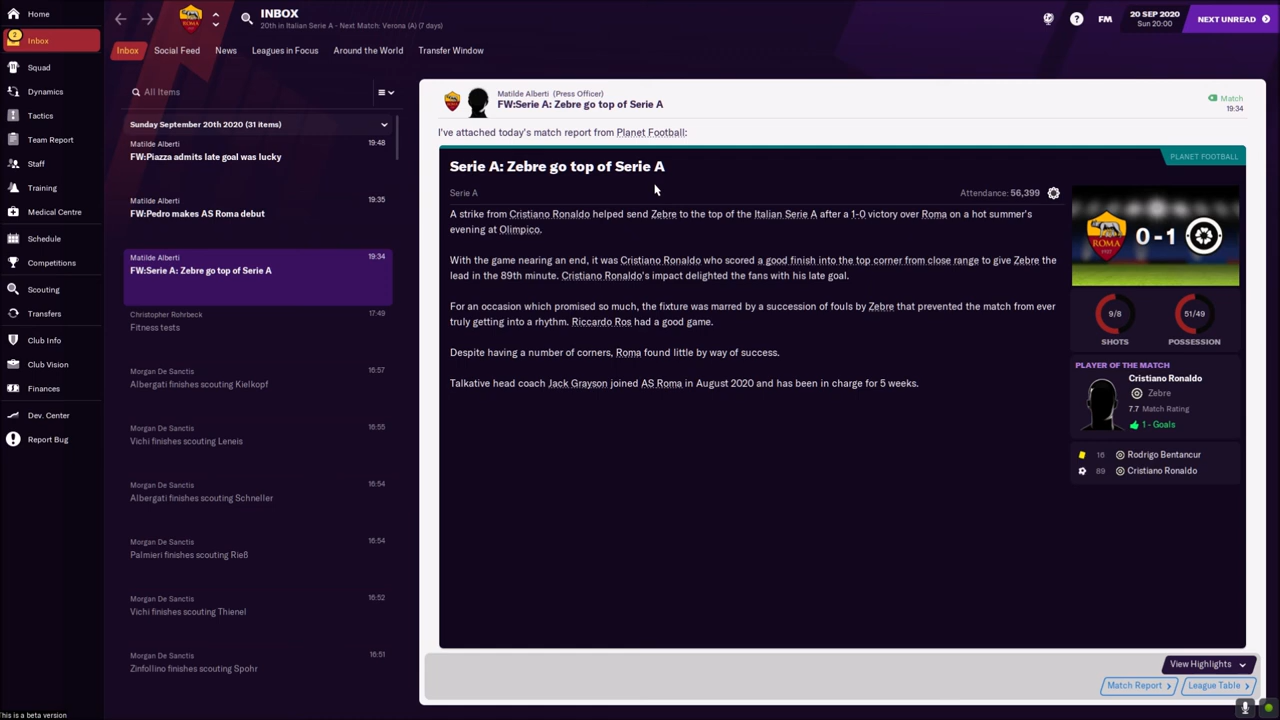 Home
2
Inbox
Squad
Dynamics
Tactics
Team Report
Staff
Training
Medical Centre
Schedule
Competitions
Scouting
Transfers
Club Info
Club Vision
Finances
Dev. Center
Report Bug
This is a beta version
INBOX
20th in Italian Serie A - Next Match: Verona (A) (7 days)
?
FM
20 SEP 2020
Sun 20:00
NEXT UNREAD
Inbox
Social Feed
News
Leagues in Focus
Around the World
Transfer Window
All Items
Sunday September 20th 2020 (31 items)
Matilde Alberti 19:48
FW:Piazza admits late goal was lucky
Matilde Alberti 19:35
FW:Pedro makes AS Roma debut
Matilde Alberti 19:34
FW:Serie A: Zebre go top of Serie A
Christopher Rohrbeck 17:49
Fitness tests
Morgan De Sanctis 16:57
Albergati finishes scouting Kielkopf
Morgan De Sanctis 16:55
Vichi finishes scouting Leneis
Morgan De Sanctis 16:54
Albergati finishes scouting Schneller
Morgan De Sanctis 16:54
Palmieri finishes scouting Rieß
Morgan De Sanctis 16:52
Vichi finishes scouting Thienel
Morgan De Sanctis 16:51
Zinfollino finishes scouting Spohr
Matilde Alberti (Press Officer)
FW:Serie A: Zebre go top of Serie A
Match
19:34
I've attached today's match report from Planet Football:
PLANET FOOTBALL
Serie A: Zebre go top of Serie A
Serie A
Attendance: 56,399
A strike from Cristiano Ronaldo helped send Zebre to the top of the Italian Serie A after a 1-0 victory over Roma on a hot summer's
evening at Olimpico.
With the game nearing an end, it was Cristiano Ronaldo who scored a good finish into the top corner from close range to give Zebre the
lead in the 89th minute. Cristiano Ronaldo's impact delighted the fans with his late goal.
For an occasion which promised so much, the fixture was marred by a succession of fouls by Zebre that prevented the match from ever
truly getting into a rhythm. Riccardo Ros had a good game.
Despite having a number of corners, Roma found little by way of success.
Talkative head coach Jack Grayson joined AS Roma in August 2020 and has been in charge for 5 weeks.
ROMA
1927
0 - 1
9/8
SHOTS
51/49
POSSESSION
PLAYER OF THE MATCH
Cristiano Ronaldo
Zebre
7.7 Match Rating
1 - Goals
16 Rodrigo Bentancur
89 Cristiano Ronaldo
View Highlights
Match Report
League Table